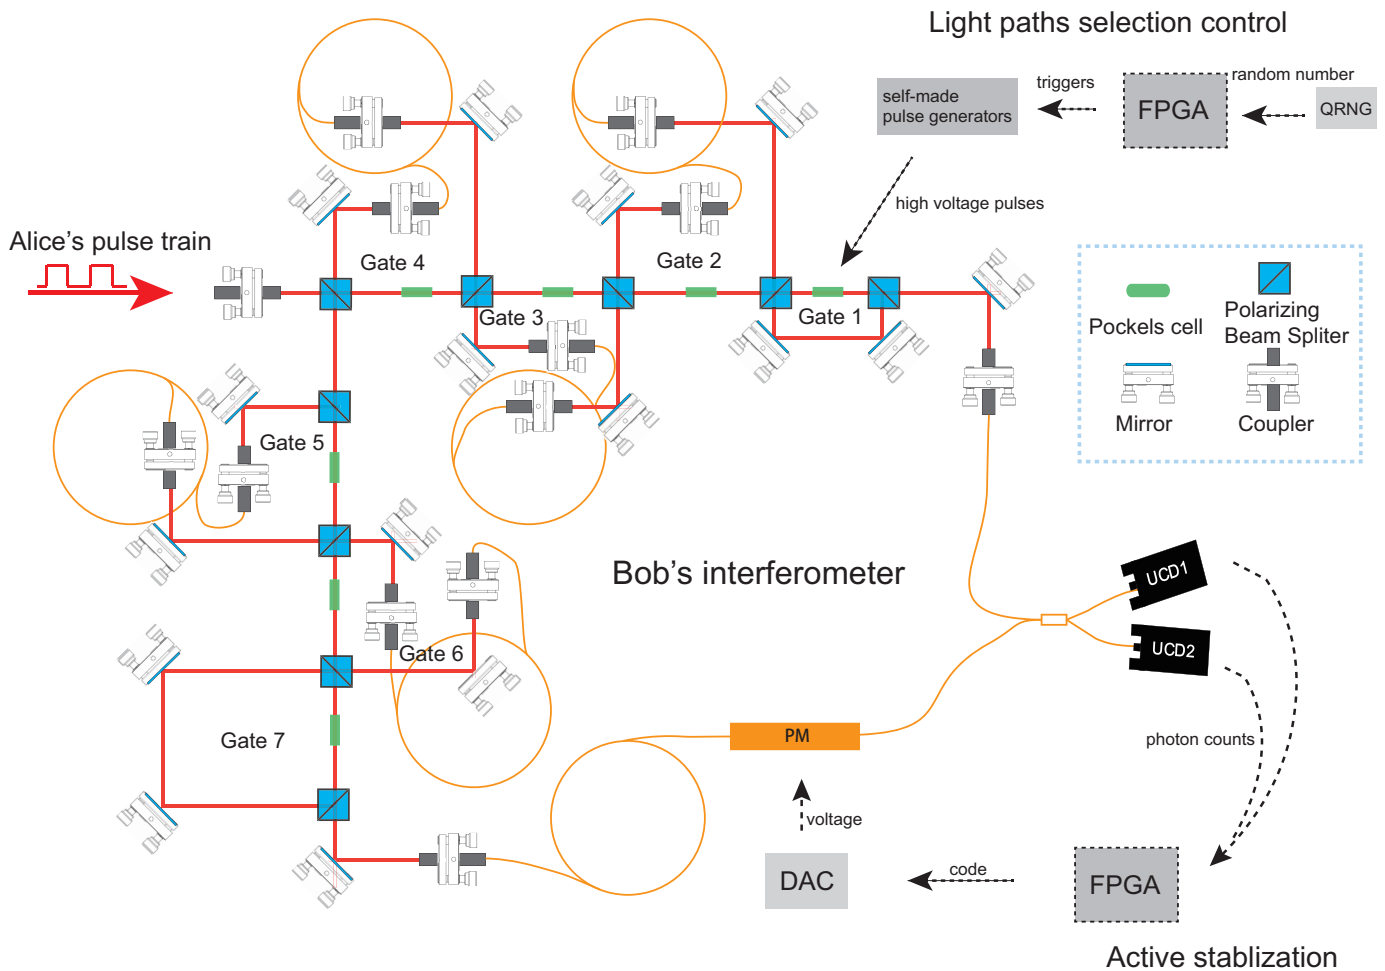 Light paths selection control
self-made
pulse generators
triggers
FPGA
random number
QRNG
high voltage pulses
Alice's pulse train
Gate 4
Gate 2
Gate 3
Gate 1
Gate 5
Gate 6
Gate 7
Pockels cell
Polarizing
Beam Spliter
Mirror
Coupler
Bob's interferometer
UCD1
UCD2
PM
photon counts
voltage
DAC
code
FPGA
Active stablization